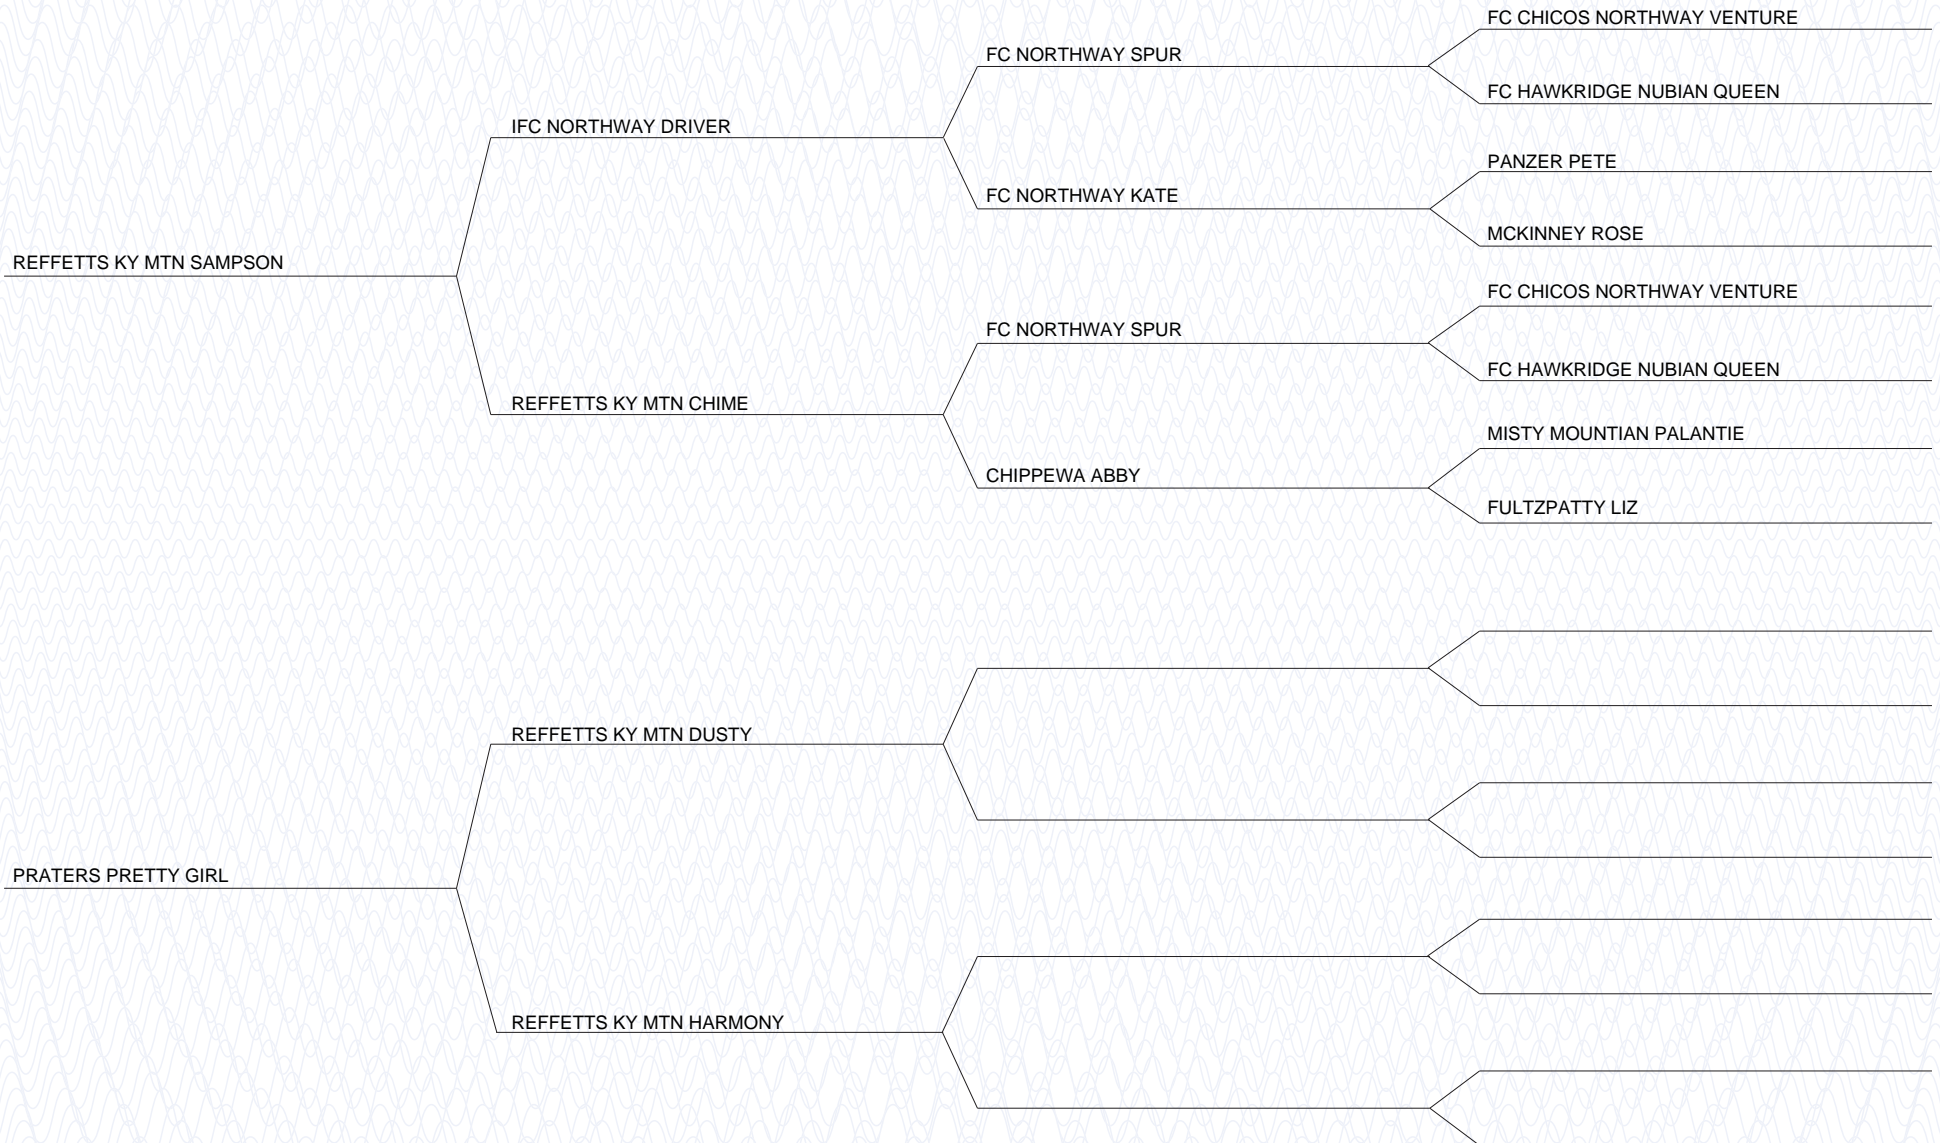 FC CHICOS NORTHWAY VENTURE
FC NORTHWAY SPUR
FC HAWKRIDGE NUBIAN QUEEN
IFC NORTHWAY DRIVER
PANZER PETE
FC NORTHWAY KATE
MCKINNEY ROSE
REFFETTS KY MTN SAMPSON
FC CHICOS NORTHWAY VENTURE
FC NORTHWAY SPUR
FC HAWKRIDGE NUBIAN QUEEN
REFFETTS KY MTN CHIME
MISTY MOUNTIAN PALANTIE
CHIPPEWA ABBY
FULTZPATTY LIZ
REFFETTS KY MTN DUSTY
PRATERS PRETTY GIRL
REFFETTS KY MTN HARMONY